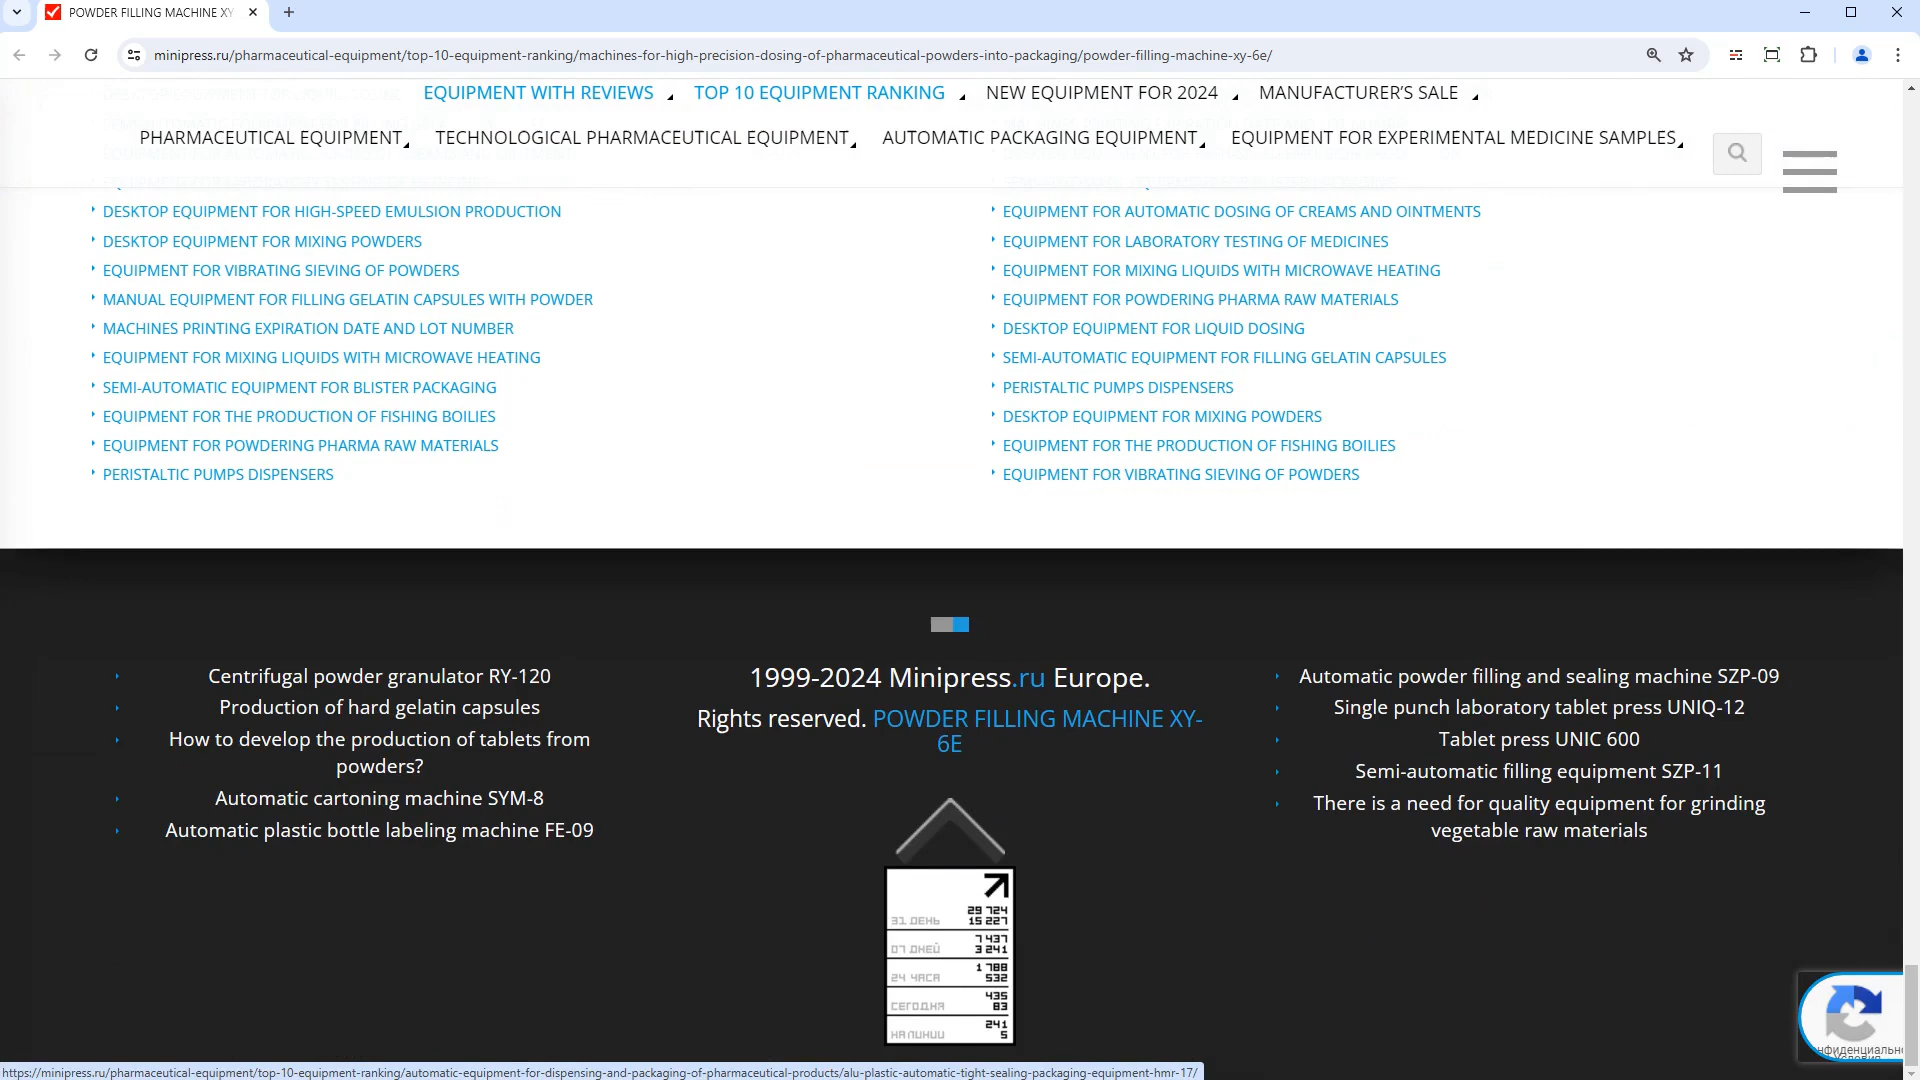 POWDER FILLING MACHINE XY
minipress.ru/pharmaceutical-equipment/top-10-equipment-ranking/machines-for-high-precision-dosing-of-pharmaceutical-powders-into-packaging/powder-filling-machine-xy-6e/
EQUIPMENT WITH REVIEWS
TOP 10 EQUIPMENT RANKING
NEW EQUIPMENT FOR 2024
MANUFACTURER’S SALE
PHARMACEUTICAL EQUIPMENT
TECHNOLOGICAL PHARMACEUTICAL EQUIPMENT
AUTOMATIC PACKAGING EQUIPMENT
EQUIPMENT FOR EXPERIMENTAL MEDICINE SAMPLES
DESKTOP EQUIPMENT FOR HIGH-SPEED EMULSION PRODUCTION
DESKTOP EQUIPMENT FOR MIXING POWDERS
EQUIPMENT FOR VIBRATING SIEVING OF POWDERS
MANUAL EQUIPMENT FOR FILLING GELATIN CAPSULES WITH POWDER
MACHINES PRINTING EXPIRATION DATE AND LOT NUMBER
EQUIPMENT FOR MIXING LIQUIDS WITH MICROWAVE HEATING
SEMI-AUTOMATIC EQUIPMENT FOR BLISTER PACKAGING
EQUIPMENT FOR THE PRODUCTION OF FISHING BOILIES
EQUIPMENT FOR POWDERING PHARMA RAW MATERIALS
PERISTALTIC PUMPS DISPENSERS
EQUIPMENT FOR AUTOMATIC DOSING OF CREAMS AND OINTMENTS
EQUIPMENT FOR LABORATORY TESTING OF MEDICINES
EQUIPMENT FOR MIXING LIQUIDS WITH MICROWAVE HEATING
EQUIPMENT FOR POWDERING PHARMA RAW MATERIALS
DESKTOP EQUIPMENT FOR LIQUID DOSING
SEMI-AUTOMATIC EQUIPMENT FOR FILLING GELATIN CAPSULES
PERISTALTIC PUMPS DISPENSERS
DESKTOP EQUIPMENT FOR MIXING POWDERS
EQUIPMENT FOR THE PRODUCTION OF FISHING BOILIES
EQUIPMENT FOR VIBRATING SIEVING OF POWDERS
Centrifugal powder granulator RY-120
Production of hard gelatin capsules
How to develop the production of tablets from
powders?
Automatic cartoning machine SYM-8
Automatic plastic bottle labeling machine FE-09
1999-2024 Minipress.ru Europe.
Rights reserved. POWDER FILLING MACHINE XY-
6E
31 ДЕНЬ 29 724
15 227
07 ДНЕЙ 7 437
3 241
24 ЧАСА 1 788
532
СЕГОДНЯ 435
83
НА ЛИНИИ 241
5
Automatic powder filling and sealing machine SZP-09
Single punch laboratory tablet press UNIQ-12
Tablet press UNIC 600
Semi-automatic filling equipment SZP-11
There is a need for quality equipment for grinding
vegetable raw materials
https://minipress.ru/pharmaceutical-equipment/top-10-equipment-ranking/automatic-equipment-for-dispensing-and-packaging-of-pharmaceutical-products/alu-plastic-automatic-tight-sealing-packaging-equipment-hmr-17/